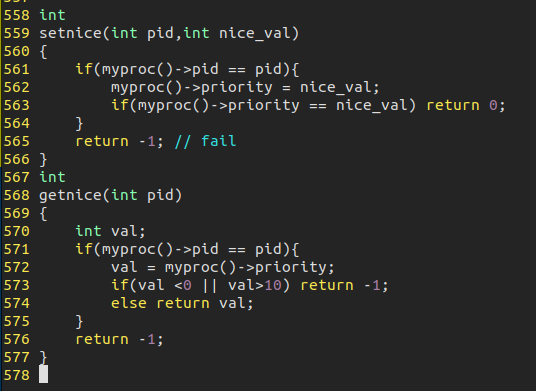 558 int
559 setnice(int pid,int nice_val)
560 {
561     if(myproc()->pid == pid){
562         myproc()->priority = nice_val;
563         if(myproc()->priority == nice_val) return 0;
564     }
565     return -1; // fail
566 }
567 int
568 getnice(int pid)
569 {
570     int val;
571     if(myproc()->pid == pid){
572         val = myproc()->priority;
573         if(val <0 || val>10) return -1;
574         else return val;
575     }
576     return -1;
577 }
578